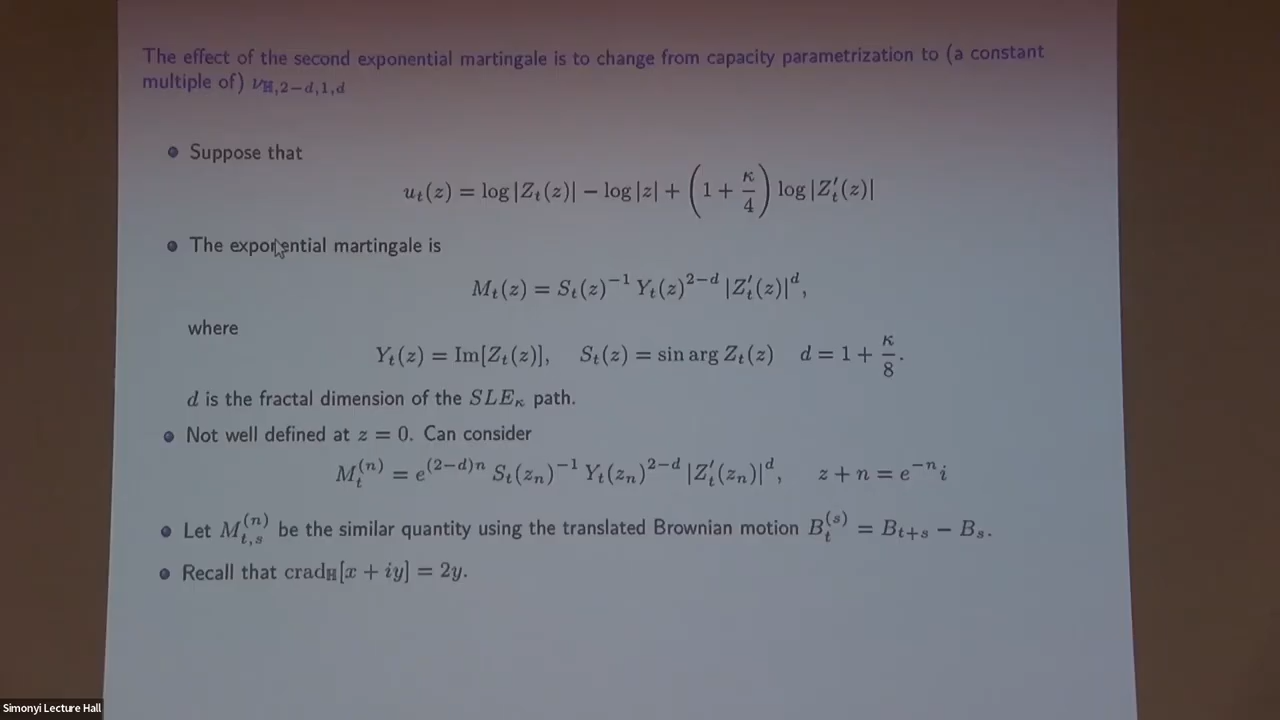 The effect of the second exponential martingale is to change from capacity parametrization to (a constant
multiple of) ν_{ℍ,2−d,1,d}
Suppose that
u_t(z) = log |Z_t(z)| − log |z| + (1 + κ/4) log |Z'_t(z)|
The exponential martingale is
M_t(z) = S_t(z)^{−1} Y_t(z)^{2−d} |Z'_t(z)|^d,
where
Y_t(z) = Im[Z_t(z)], S_t(z) = sin arg Z_t(z) d = 1 + κ/8.
d is the fractal dimension of the SLE_κ path.
Not well defined at z = 0. Can consider
M_t^{(n)} = e^{(2−d)n} S_t(z_n)^{−1} Y_t(z_n)^{2−d} |Z'_t(z_n)|^d, z + n = e^{−n} i
Let M_{t,s}^{(n)} be the similar quantity using the translated Brownian motion B_t^{(s)} = B_{t+s} − B_s.
Recall that crad_ℍ[x + iy] = 2y.
Simonyi Lecture Hall